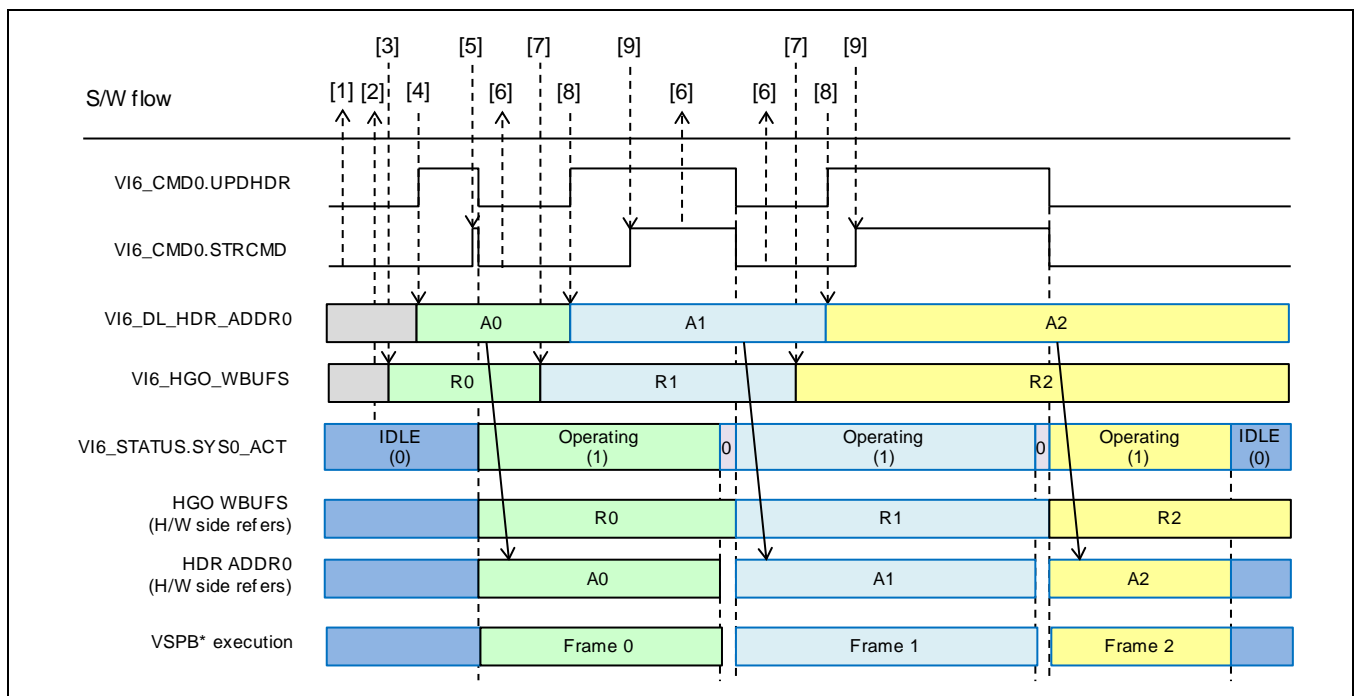 [3] [5] [7] [9] [7] [9]
S/W flow [1] [2] [4] [6] [8] [6] [6] [8]
VI6_CMD0.UPDHDR
VI6_CMD0.STRCMD
VI6_DL_HDR_ADDR0 A0 A1 A2
VI6_HGO_WBUFS R0 R1 R2
VI6_STATUS.SYS0_ACT IDLE Operating 0 Operating 0 Operating IDLE
(0) (1) (1) (1) (0)
HGO WBUFS R0 R1 R2
(H/W side refers)
HDR ADDR0 A0 A1 A2
(H/W side refers)
VSPB* execution Frame 0 Frame 1 Frame 2